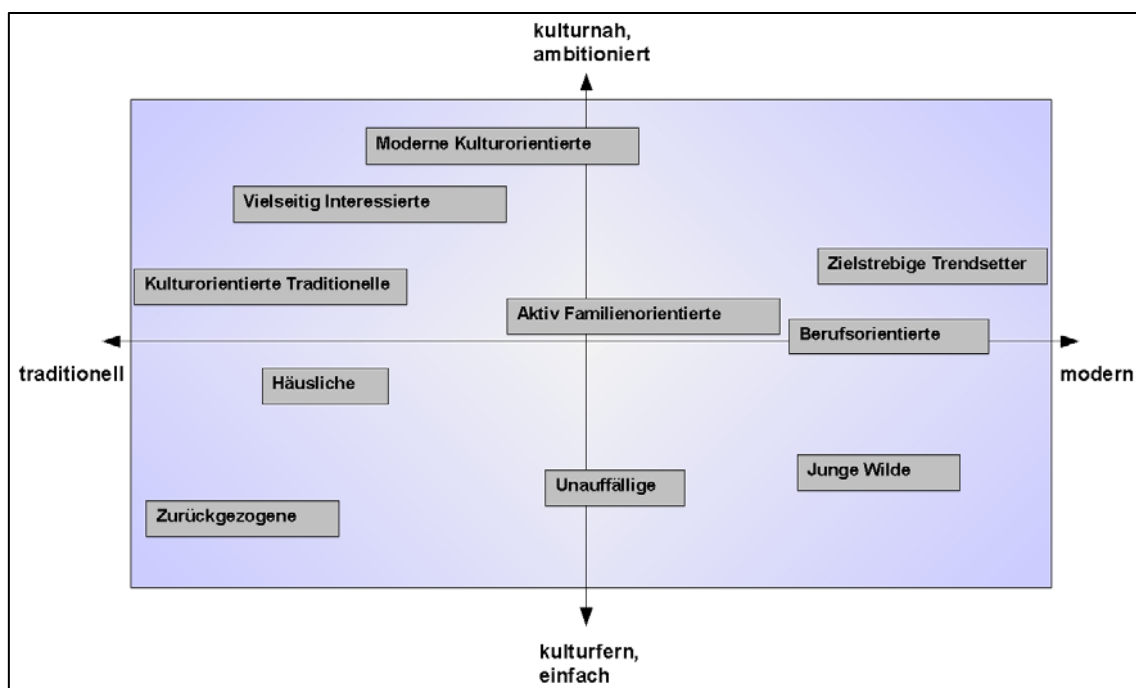 kulturnah,
ambitioniert
Moderne Kulturorientierte
Vielseitig Interessierte
Zielstrebige Trendsetter
Kulturorientierte Traditionelle
Aktiv Familienorientierte
Berufsorientierte
traditionell
modern
Häusliche
Junge Wilde
Unauffällige
Zurückgezogene
kulturfern,
einfach